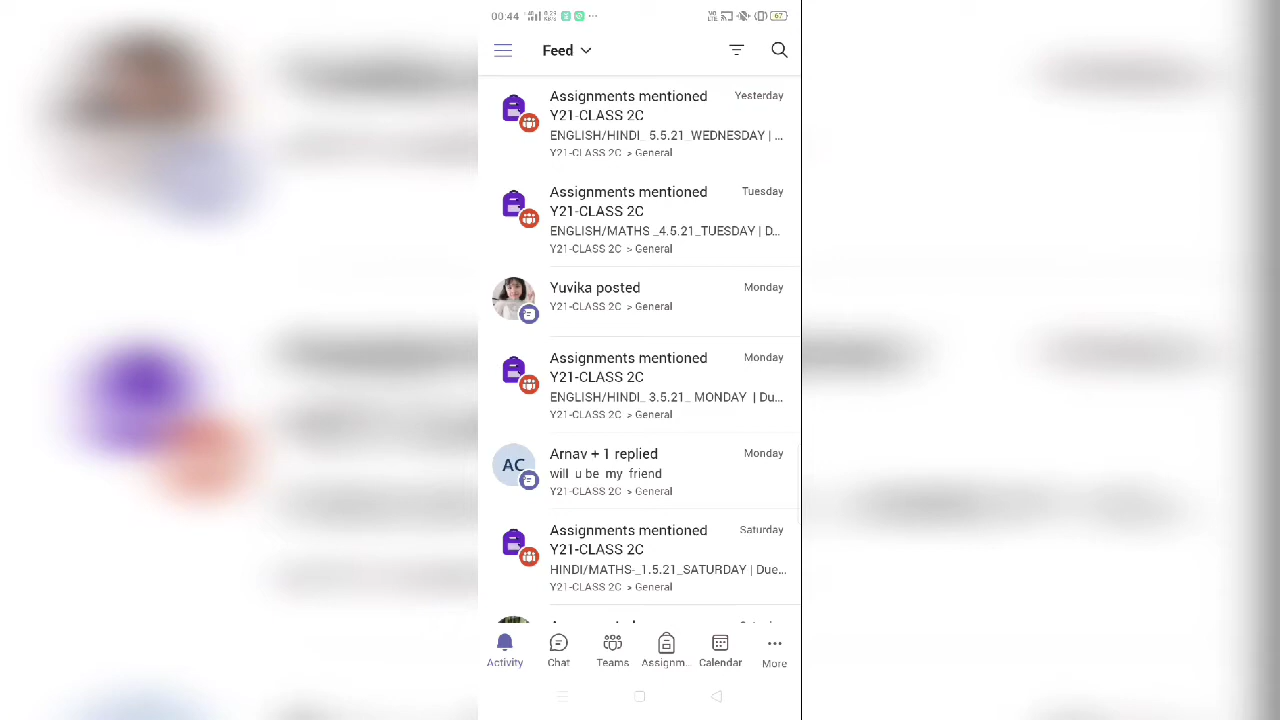 00:44
67
Feed
Assignments mentioned Yesterday
Y21-CLASS 2C
ENGLISH/HINDI_ 5.5.21_WEDNESDAY | ...
Y21-CLASS 2C > General
Assignments mentioned Tuesday
Y21-CLASS 2C
ENGLISH/MATHS _4.5.21_TUESDAY | D...
Y21-CLASS 2C > General
Yuvika posted Monday
Y21-CLASS 2C > General
Assignments mentioned Monday
Y21-CLASS 2C
ENGLISH/HINDI_ 3.5.21_ MONDAY | Du...
Y21-CLASS 2C > General
AC
Arnav + 1 replied Monday
will u be my friend
Y21-CLASS 2C > General
Assignments mentioned Saturday
Y21-CLASS 2C
HINDI/MATHS-_1.5.21_SATURDAY | Due...
Y21-CLASS 2C > General
Activity Chat Teams Assignm... Calendar More